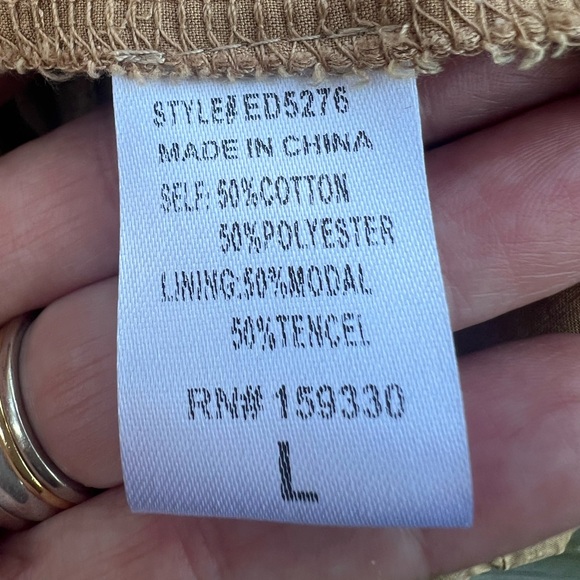 STYLE#ED5276
MADE IN CHINA
SELF: 50%COTTON
50%POLYESTER
LINING:50%MODAL
50%TENCEL
RN# 159330
L